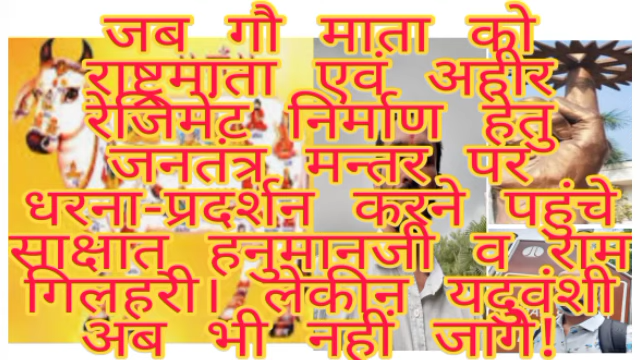 जब गौ माता को
राष्ट्रमाता एवं अहीर
रेजिमेंट निर्माण हेतु
जनतंत्र मन्तर पर
धरना-प्रदर्शन करने पहुंचे
साक्षात् हनुमानजी व राम
गिलहरी। लेकीन यदुवंशी
अब भी नहीं जागे!